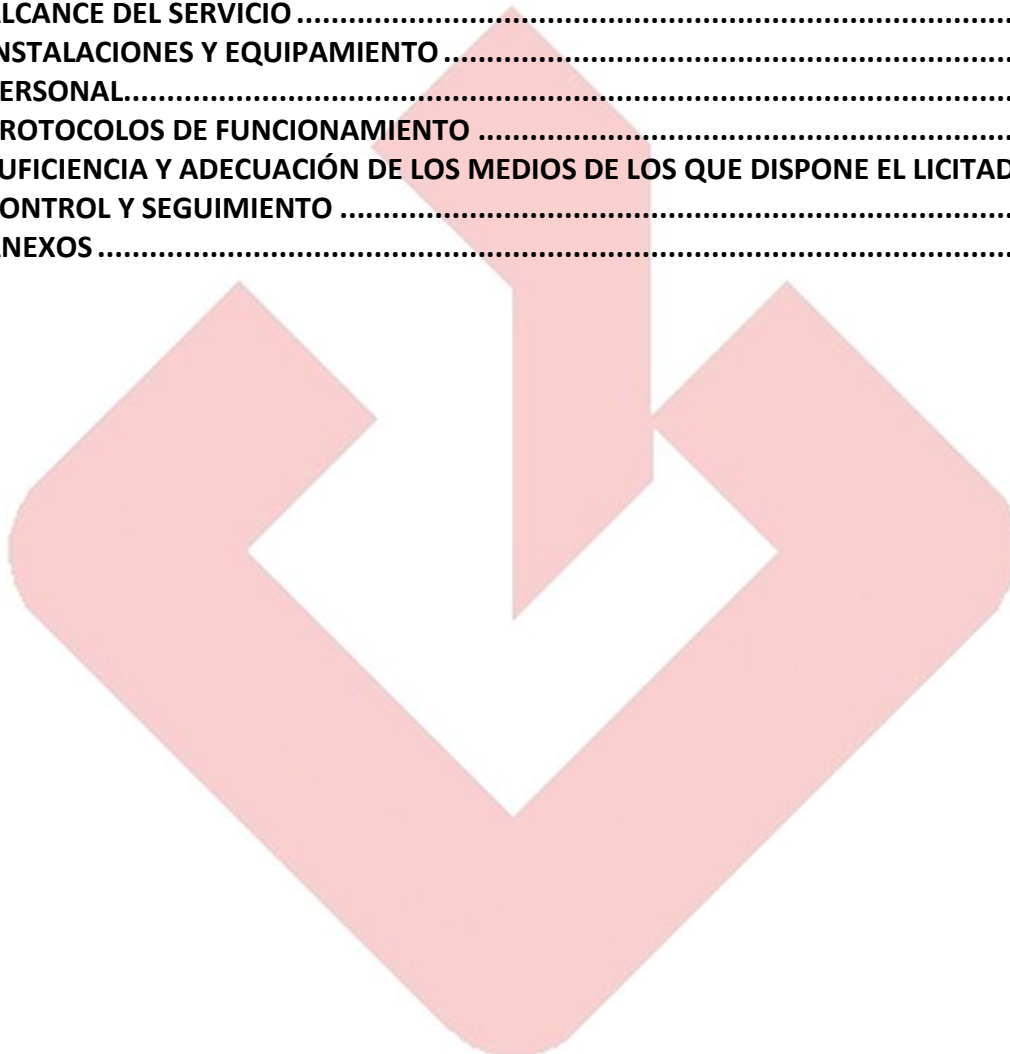 LCANCE DEL SERVICIO ....................................................................................
NSTALACIONES Y EQUIPAMIENTO ..................................................................
ERSONAL.......................................................................................................
ROTOCOLOS DE FUNCIONAMIENTO ..............................................................
UFICIENCIA Y ADECUACIÓN DE LOS MEDIOS DE LOS QUE DISPONE EL LICITAD
ONTROL Y SEGUIMIENTO ..............................................................................
NEXOS ..........................................................................................................